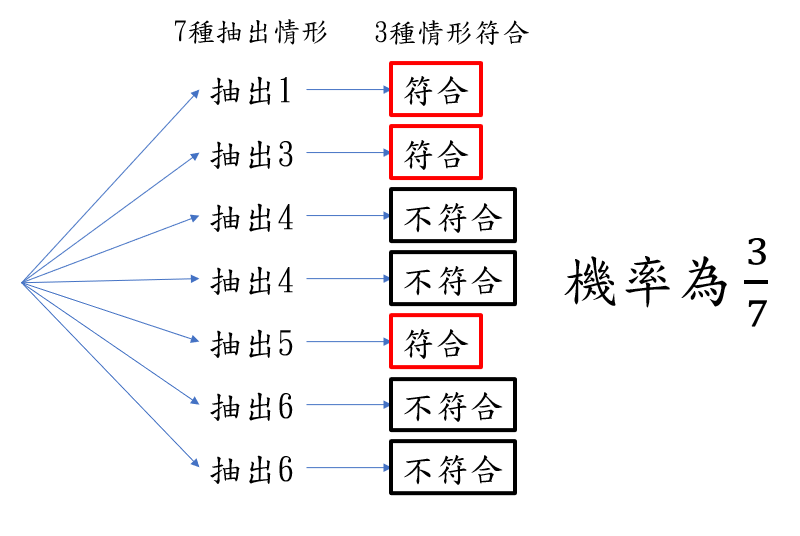 7種抽出情形 3種情形符合
抽出1 符合
抽出3 符合
抽出4 不符合
抽出4 不符合
抽出5 符合
抽出6 不符合
抽出6 不符合
機率為 3/7